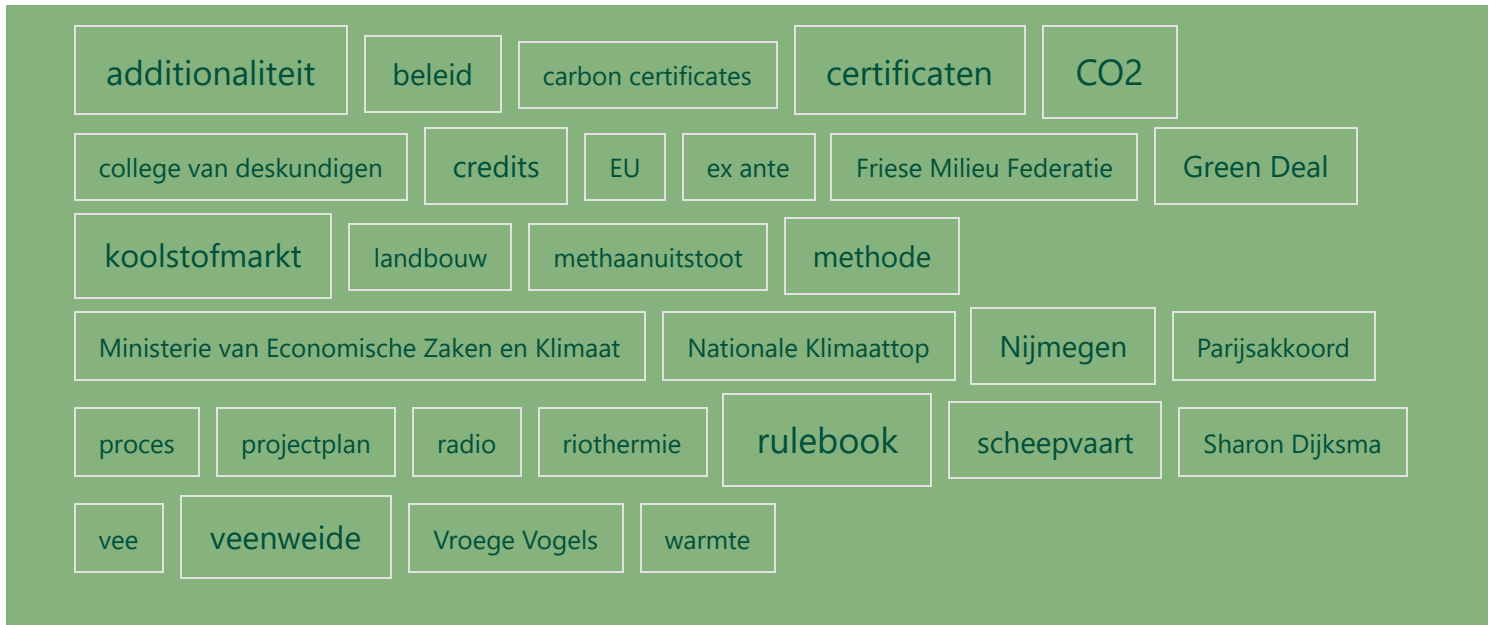 additionaliteit beleid carbon certificates certificaten CO2
college van deskundigen credits EU ex ante Friese Milieu Federatie Green Deal
koolstofmarkt landbouw methaanuitstoot methode
Ministerie van Economische Zaken en Klimaat Nationale Klimaattop Nijmegen Parijsakkoord
proces projectplan radio riothermie rulebook scheepvaart Sharon Dijksma
vee veenweide Vroege Vogels warmte